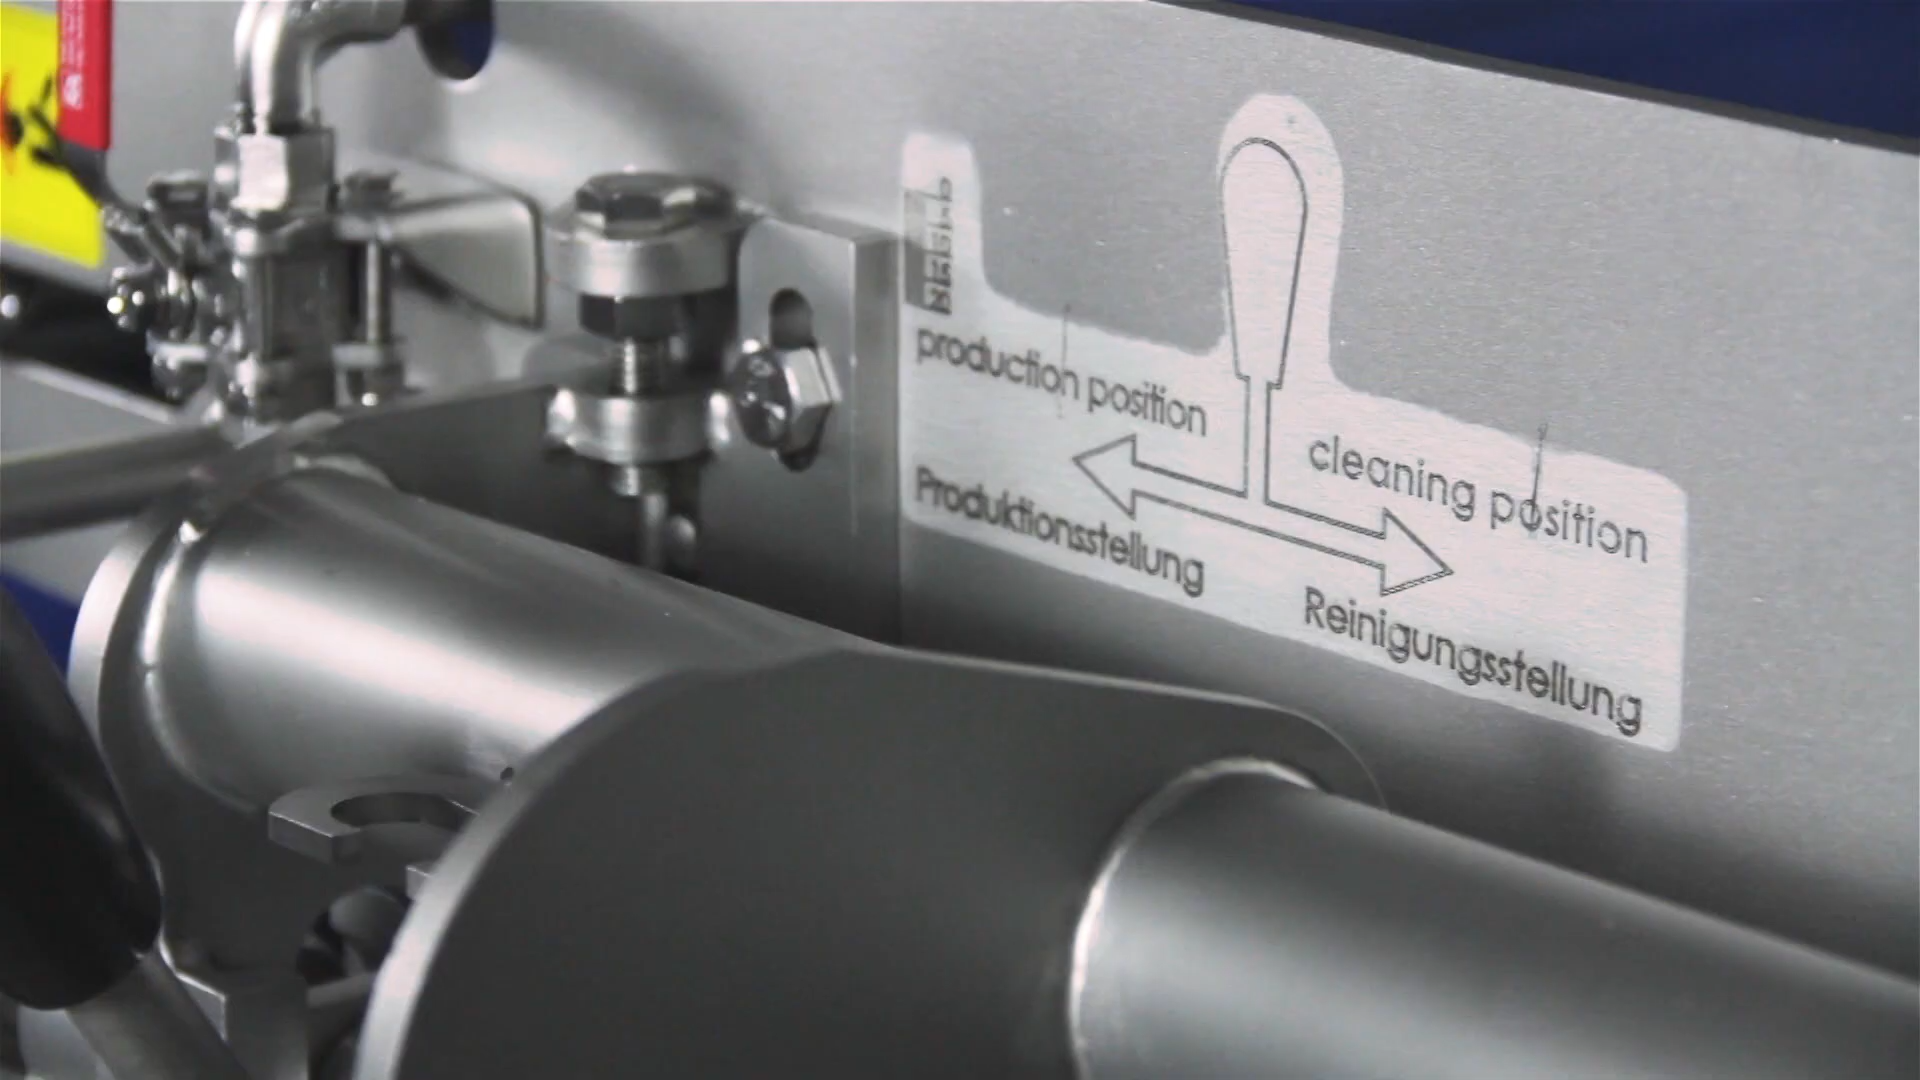 production position
Produktionsstellung
cleaning position
Reinigungsstellung